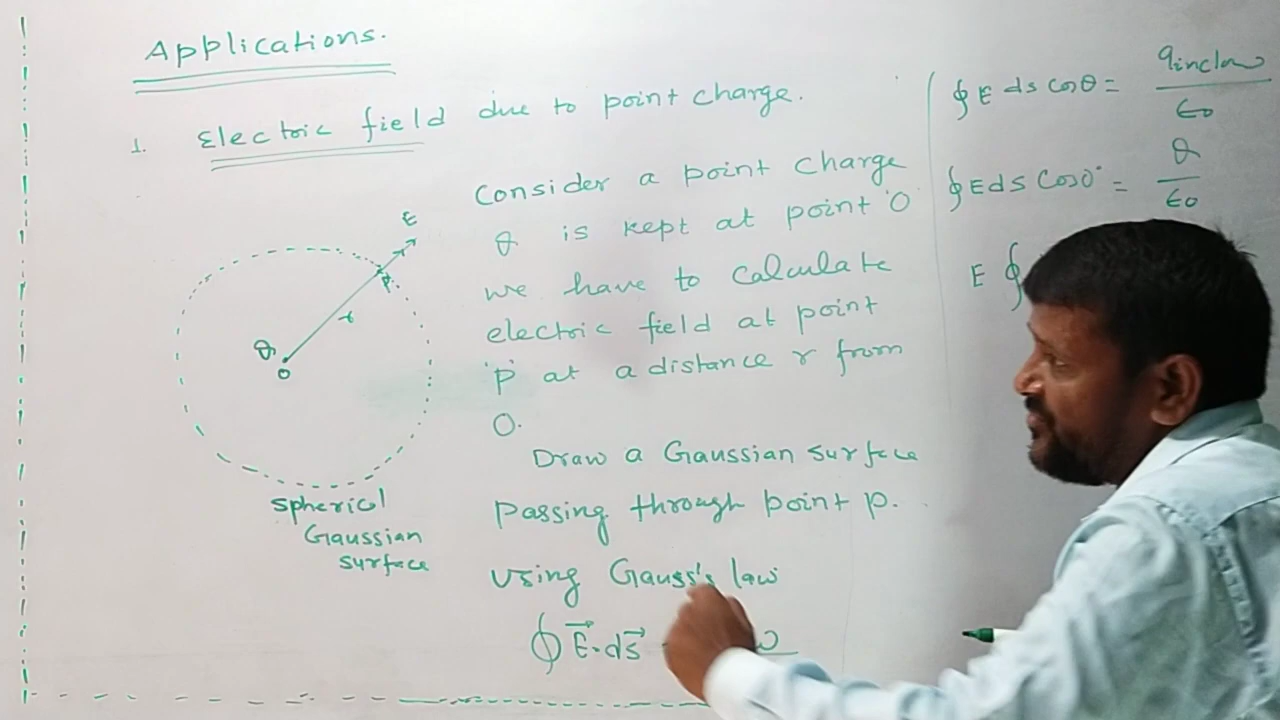 Applications.
1. Electric field due to point charge.
Consider a point charge
Q is kept at point 'O
we have to calculate
electric field at point
'p' at a distance r from
O.
Draw a Gaussian surface
passing through point p.
using Gauss's law
∮ E⃗.ds⃗
E
p.
r
Q
O
Spherical
Gaussian
surface
∮ E ds cosθ = qinclow / ϵ0
∮ E ds cos0° = Q / ϵ0
E ∮